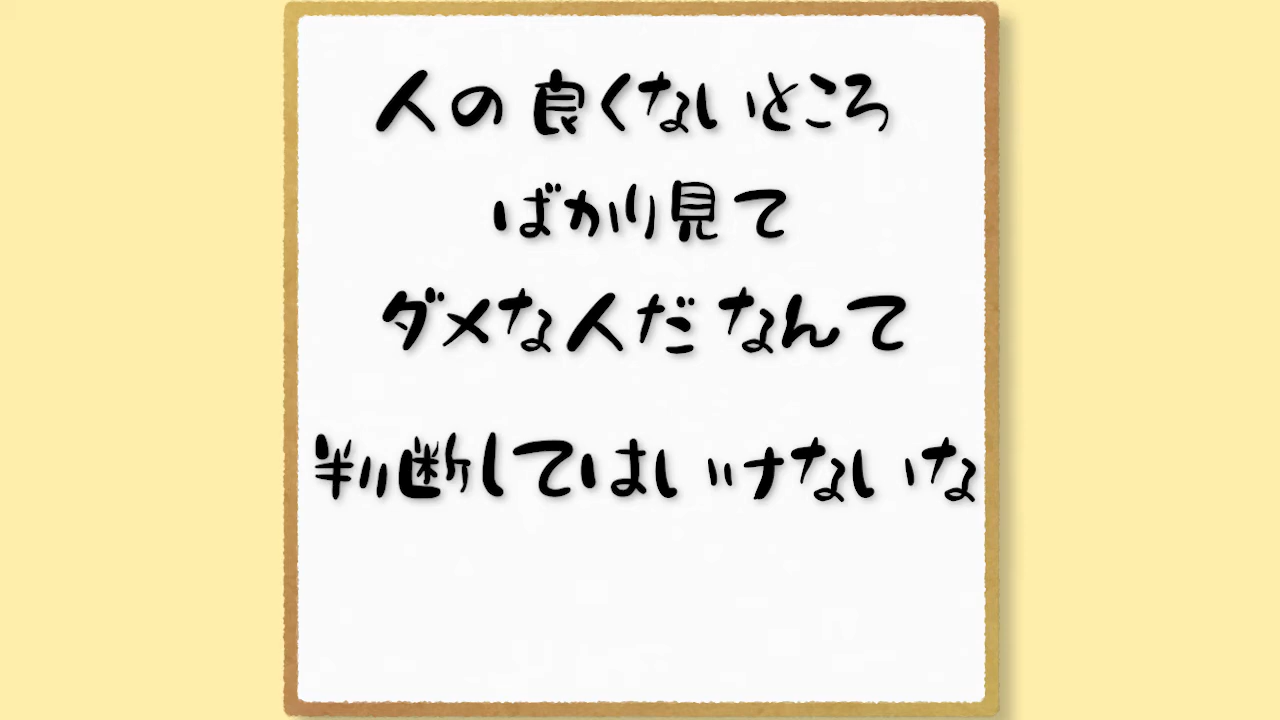 人の良くないところ
ばかり見て
ダメな人だなんて
判断してはいけないな